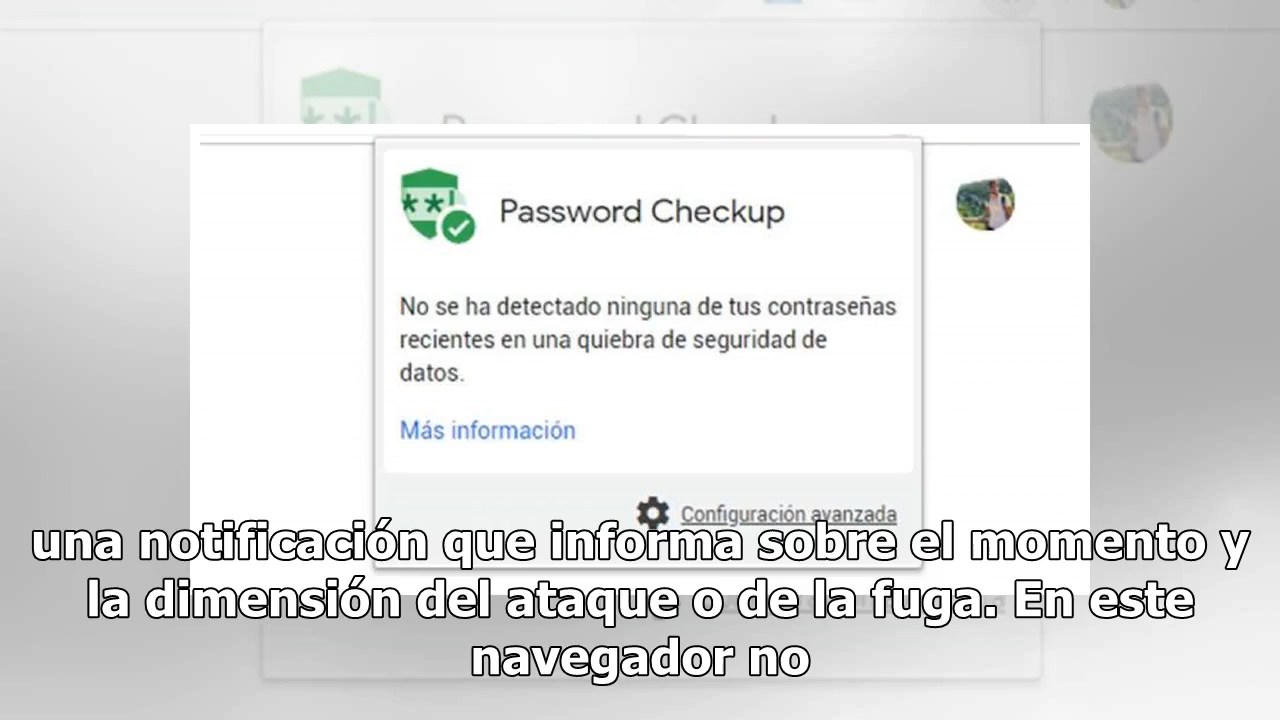 Password Checkup
No se ha detectado ninguna de tus contraseñas
recientes en una quiebra de seguridad de
datos.
Más información
Configuración avanzada
una notificación que informa sobre el momento y
la dimensión del ataque o de la fuga. En este
navegador no